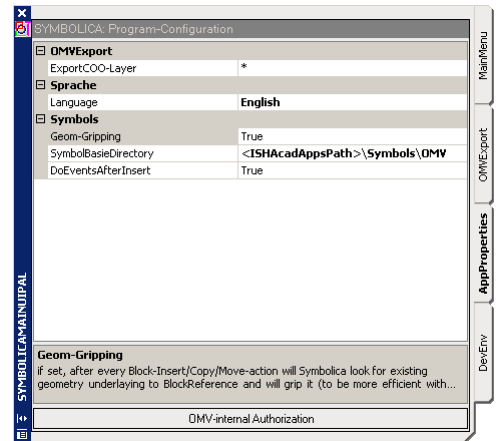 SYMBOLICA: Program-Configuration
OMVExport
ExportCOO-Layer *
Sprache
Language English
Symbols
Geom-Gripping True
SymbolBasieDirectory <ISHAcadAppsPath>\Symbols\OMV
DoEventsAfterInsert True
Geom-Gripping
if set, after every Block-Insert/Copy/Move-action will Symbolica look for existing
geometry underlaying to BlockReference and will grip it (to be more efficient with...
OMV-internal Authorization
MainMenu
OMVExport
AppProperties
DevEnv
SYMBOLICAMAINUIPAL